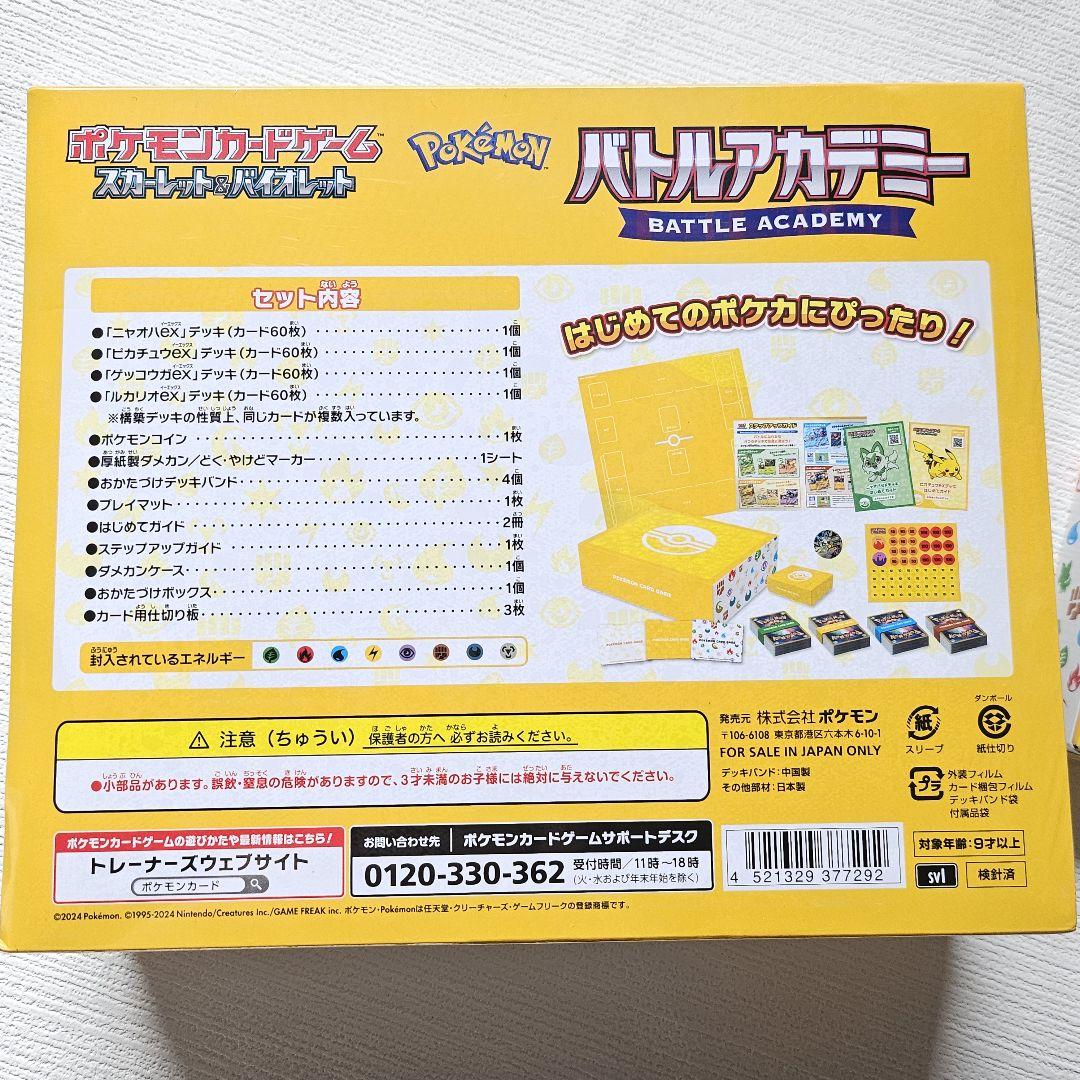 ポケモンカードゲーム™
スカーレット&バイオレット
POKéMON™
バトルアカデミー
BATTLE ACADEMY
セット内容
ないよう
●「ニャオハex」デッキ(カード60枚)‥‥‥‥‥1個
●「ピカチュウex」デッキ(カード60枚)‥‥‥‥‥1個
●「ゲッコウガex」デッキ(カード60枚)‥‥‥‥‥1個
●「ルカリオex」デッキ(カード60枚)‥‥‥‥‥1個
※構築デッキの性質上、同じカードが複数入っています。
●ポケモンコイン‥‥‥‥‥1枚
●厚紙製ダメカン/どく・やけどマーカー‥‥‥‥‥1シート
●おかたづけデッキバンド‥‥‥‥‥4個
●プレイマット‥‥‥‥‥1枚
●はじめてガイド‥‥‥‥‥2冊
●ステップアップガイド‥‥‥‥‥1枚
●ダメカンケース‥‥‥‥‥1個
●おかたづけボックス‥‥‥‥‥1個
●カード用仕切り板‥‥‥‥‥3枚
封入されているエネルギー
ふうにゅう
はじめてのポケカにぴったり!
ステップアップガイド
POKÉMON CARD GAME
⚠ 注意(ちゅうい) 保護者の方へ 必ずお読みください。
●小部品があります。誤飲・窒息の危険がありますので、3才未満のお子様には絶対に与えないでください。
発売元 株式会社 ポケモン
〒106-6108 東京都港区六本木6-10-1
FOR SALE IN JAPAN ONLY
デッキバンド:中国製
その他部材:日本製
紙
スリーブ
ダンボール
紙仕切り
プラ
外装フィルム
カード梱包フィルム
デッキバンド袋
付属品袋
ポケモンカードゲームの遊びかたや最新情報はこちら!
トレーナーズウェブサイト
ポケモンカード
お問い合わせ先 ポケモンカードゲームサポートデスク
0120-330-362 受付時間/11時~18時
(火・水および年末年始を除く)
4 521329 377292
対象年齢:9才以上
svI
検針済
©2024 Pokémon. ©1995-2024 Nintendo/Creatures Inc./GAME FREAK inc. ポケモン・Pokémonは任天堂・クリーチャーズ・ゲームフリークの登録商標です。